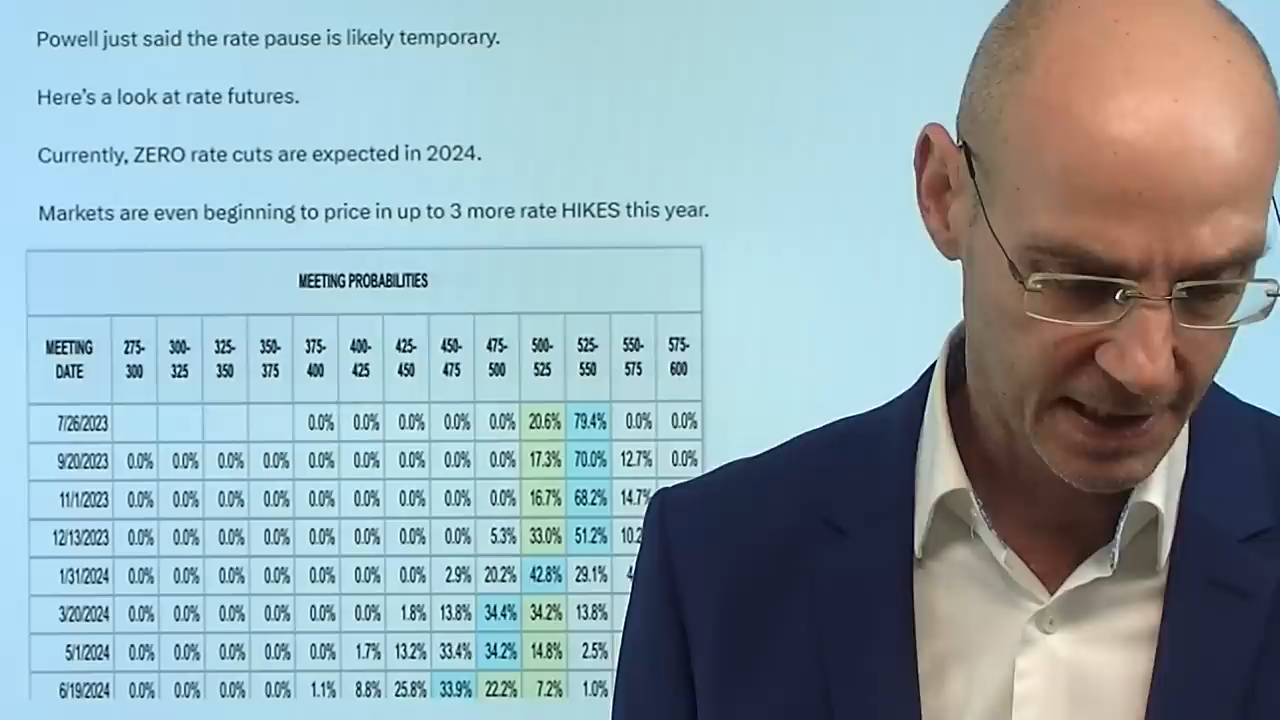 Powell just said the rate pause is likely temporary.
Here's a look at rate futures.
Currently, ZERO rate cuts are expected in 2024.
Markets are even beginning to price in up to 3 more rate HIKES this year.
MEETING PROBABILITIES
MEETING DATE 275-300 300-325 325-350 350-375 375-400 400-425 425-450 450-475 475-500 500-525 525-550 550-575 575-600
7/26/2023 0.0% 0.0% 0.0% 0.0% 0.0% 20.6% 79.4% 0.0% 0.0%
9/20/2023 0.0% 0.0% 0.0% 0.0% 0.0% 0.0% 0.0% 0.0% 0.0% 17.3% 70.0% 12.7% 0.0%
11/1/2023 0.0% 0.0% 0.0% 0.0% 0.0% 0.0% 0.0% 0.0% 0.0% 16.7% 68.2% 14.7%
12/13/2023 0.0% 0.0% 0.0% 0.0% 0.0% 0.0% 0.0% 0.0% 5.3% 33.0% 51.2% 10.2
1/31/2024 0.0% 0.0% 0.0% 0.0% 0.0% 0.0% 0.0% 2.9% 20.2% 42.8% 29.1%
3/20/2024 0.0% 0.0% 0.0% 0.0% 0.0% 0.0% 1.8% 13.8% 34.4% 34.2% 13.8%
5/1/2024 0.0% 0.0% 0.0% 0.0% 0.0% 1.7% 13.2% 33.4% 34.2% 14.8% 2.5%
6/19/2024 0.0% 0.0% 0.0% 0.0% 1.1% 8.8% 25.8% 33.9% 22.2% 7.2% 1.0%